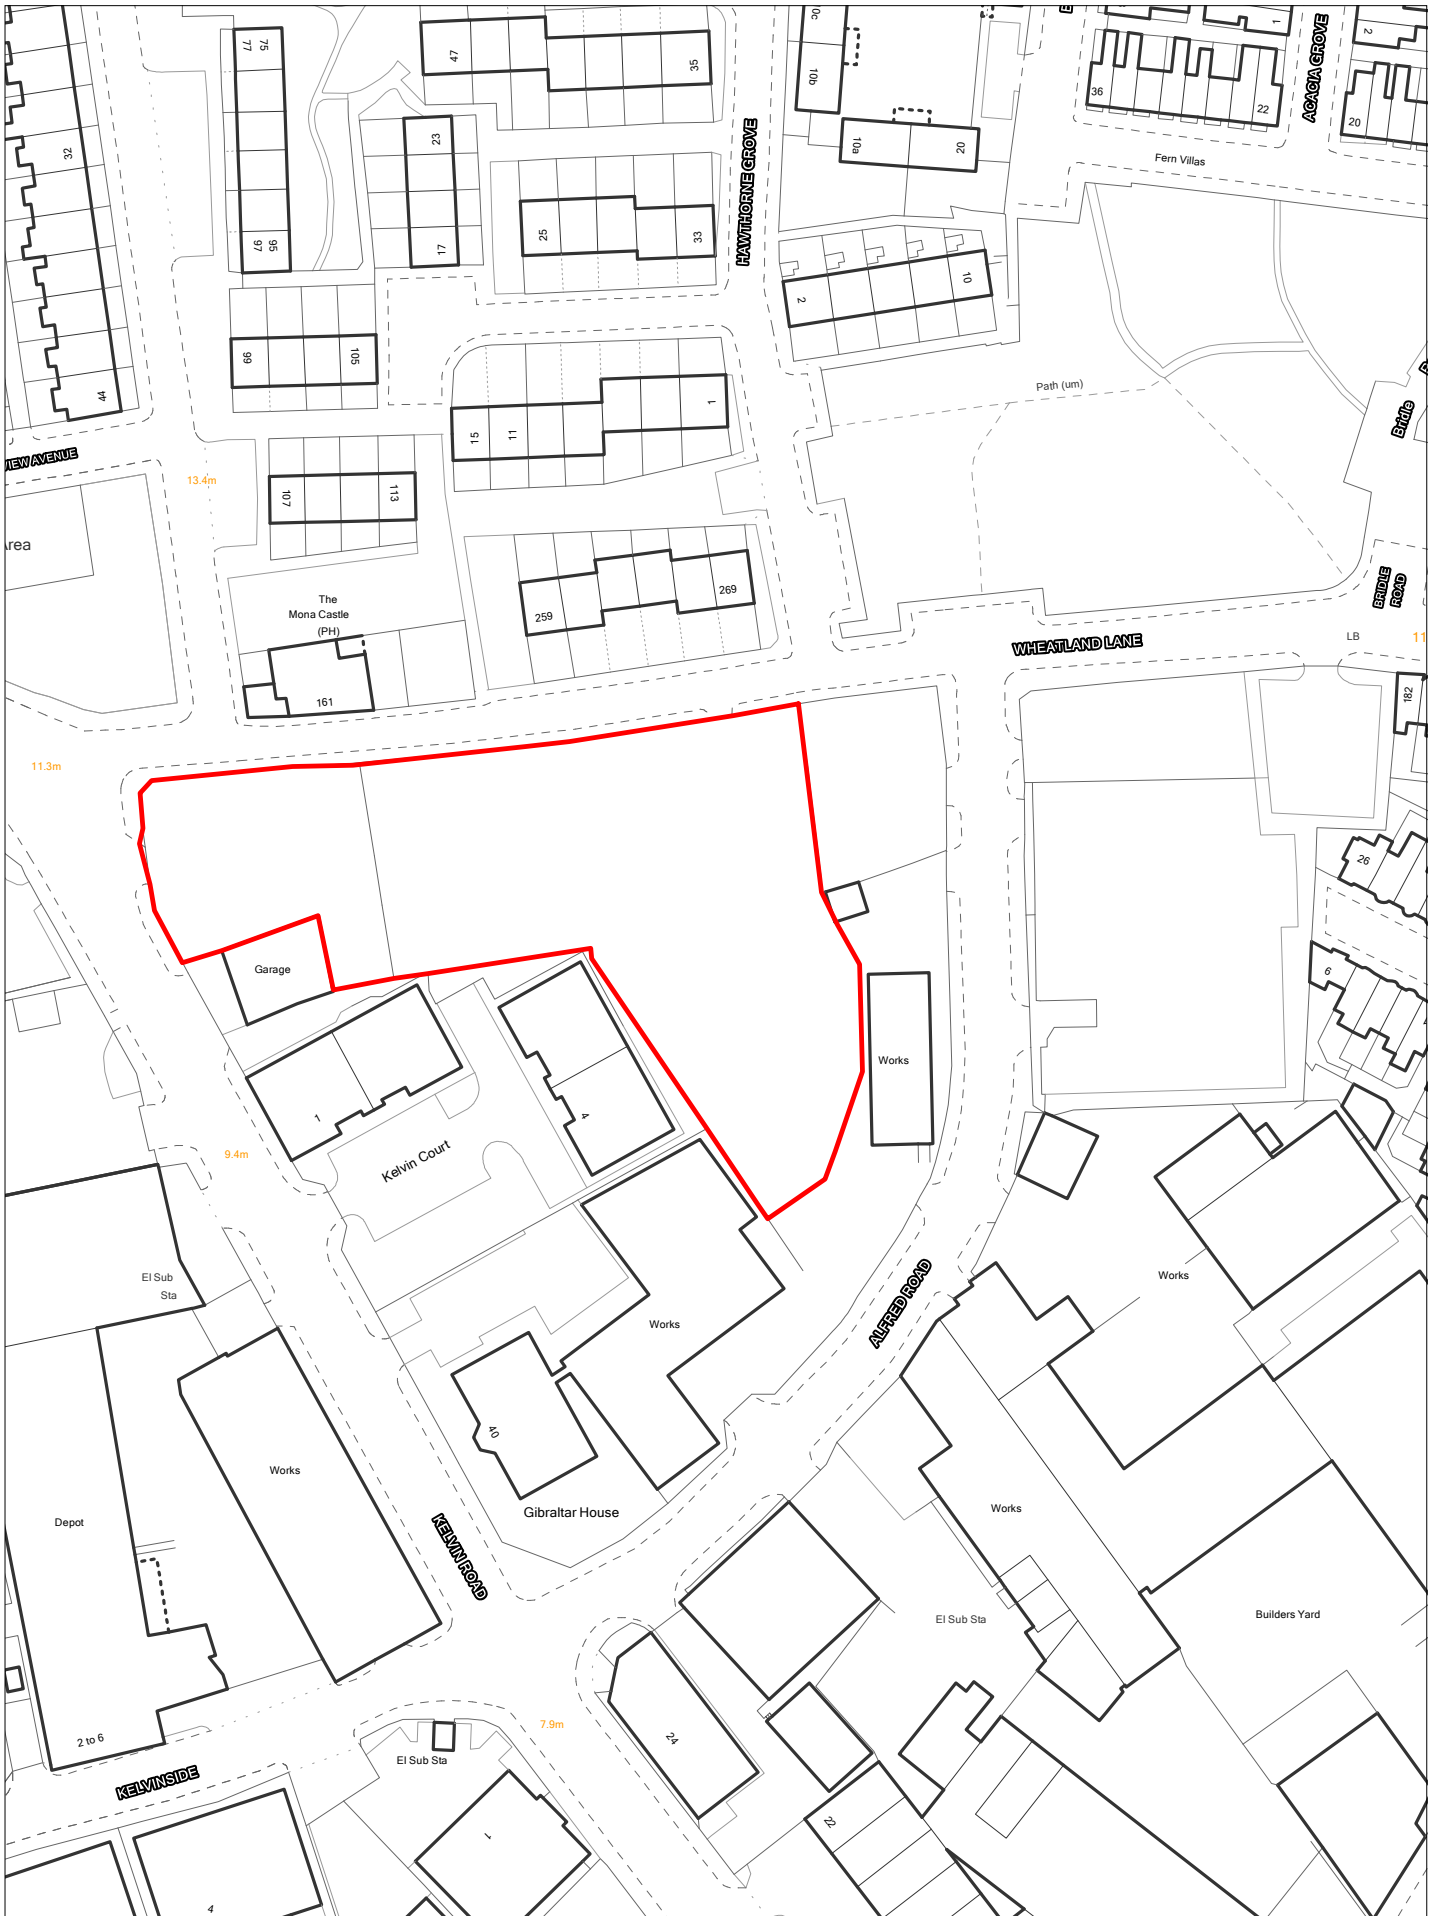 75
77
47
35
10c
10b
1
2
ACACIA GROVE
36
22
20
32
23
HAWTHORNE GROVE
10a
20
Fern Villas
95
97
17
25
33
2
10
99
105
44
Path (um)
15
11
1
Bridle
VIEW AVENUE
13.4m
107
113
Area
The
Mona Castle
(PH)
161
259
269
BRIDLE
ROAD
WHEATLAND LANE
LB
11
182
11.3m
26
Garage
6
Works
1
4
Kelvin Court
9.4m
El Sub
Sta
Works
ALFRED ROAD
Works
40
Works
Gibraltar House
Depot
KELVIN ROAD
Works
El Sub Sta
Builders Yard
2 to 6
7.9m
24
El Sub Sta
KELVINSIDE
1
22
4